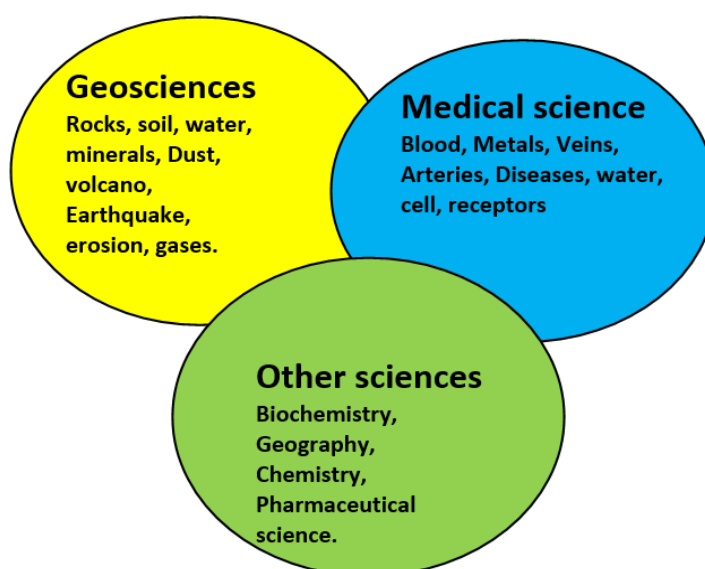 Geosciences
Rocks, soil, water,
minerals, Dust,
volcano,
Earthquake,
erosion, gases.
Medical science
Blood, Metals, Veins,
Arteries, Diseases, water,
cell, receptors
Other sciences
Biochemistry,
Geography,
Chemistry,
Pharmaceutical
science.